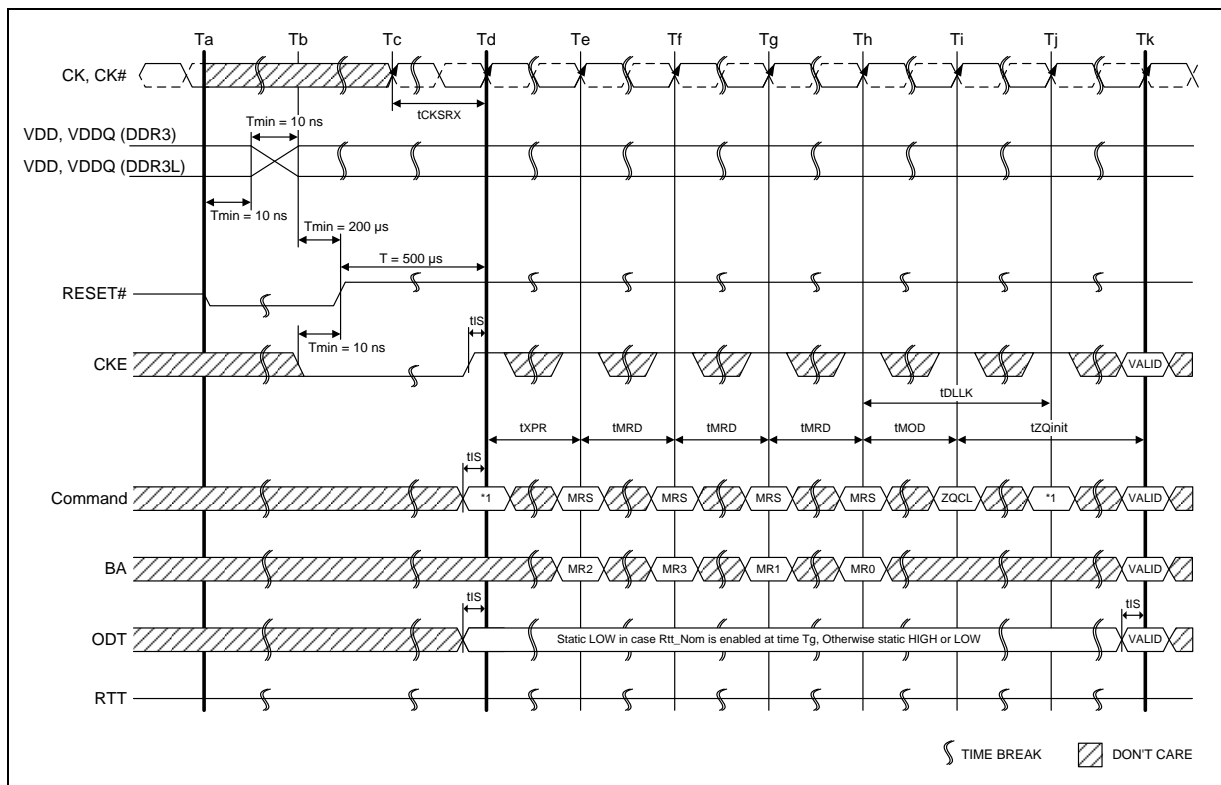 Ta Tb Tc Td Te Tf Tg Th Ti Tj Tk
CK, CK#
tCKSRX
Tmin = 10 ns
VDD, VDDQ (DDR3)
VDD, VDDQ (DDR3L)
Tmin = 10 ns
Tmin = 200 µs
T = 500 µs
RESET#
tIS
Tmin = 10 ns
CKE
VALID
tDLLK
tXPR tMRD tMRD tMRD tMOD tZQinit
tIS
Command *1 MRS MRS MRS MRS ZQCL *1 VALID
BA MR2 MR3 MR1 MR0 VALID
tIS tIS
ODT Static LOW in case Rtt_Nom is enabled at time Tg, Otherwise static HIGH or LOW VALID
RTT
TIME BREAK DON'T CARE